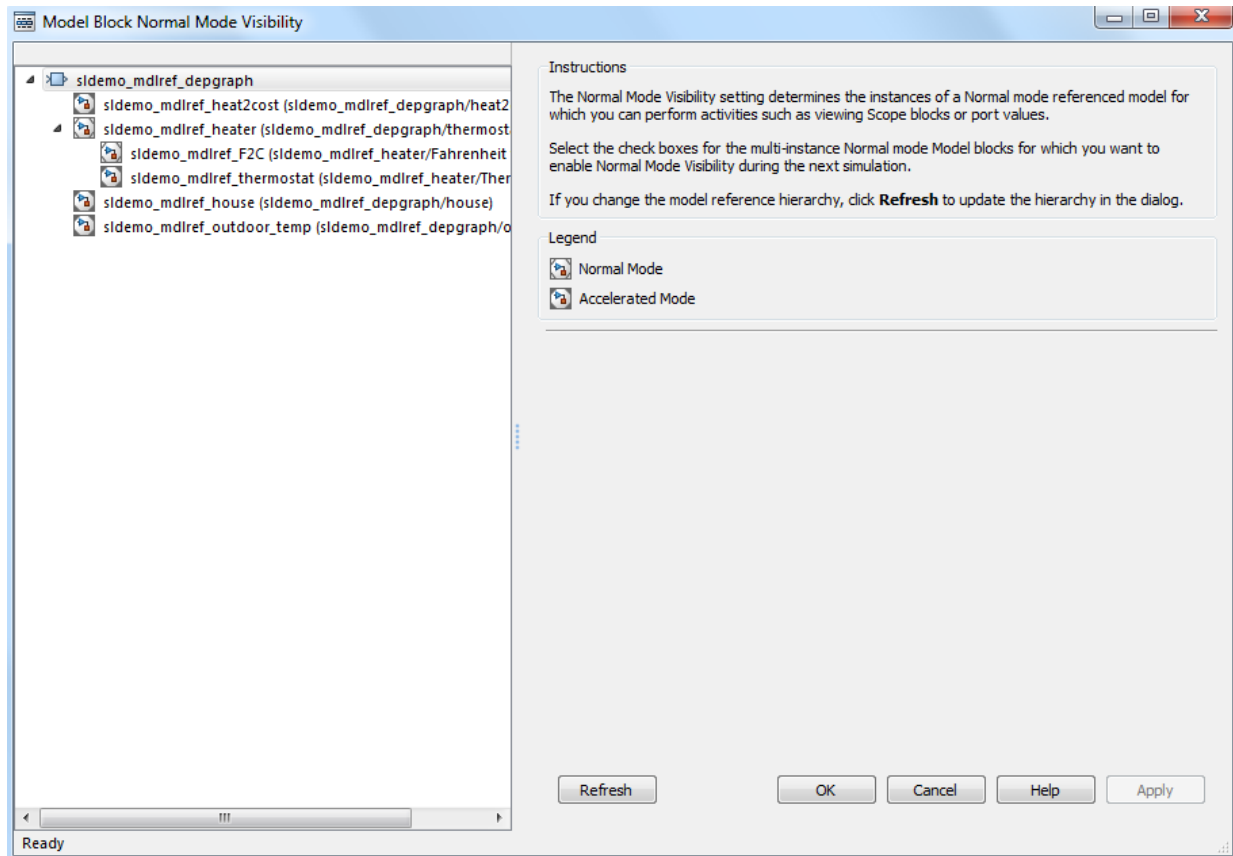 Model Block Normal Mode Visibility
sldemo_mdlref_depgraph
sldemo_mdlref_heat2cost (sldemo_mdlref_depgraph/heat2
sldemo_mdlref_heater (sldemo_mdlref_depgraph/thermost
sldemo_mdlref_F2C (sldemo_mdlref_heater/Fahrenheit
sldemo_mdlref_thermostat (sldemo_mdlref_heater/Ther
sldemo_mdlref_house (sldemo_mdlref_depgraph/house)
sldemo_mdlref_outdoor_temp (sldemo_mdlref_depgraph/o
Instructions
The Normal Mode Visibility setting determines the instances of a Normal mode referenced model for
which you can perform activities such as viewing Scope blocks or port values.
Select the check boxes for the multi-instance Normal mode Model blocks for which you want to
enable Normal Mode Visibility during the next simulation.
If you change the model reference hierarchy, click Refresh to update the hierarchy in the dialog.
Legend
Normal Mode
Accelerated Mode
Refresh OK Cancel Help Apply
Ready